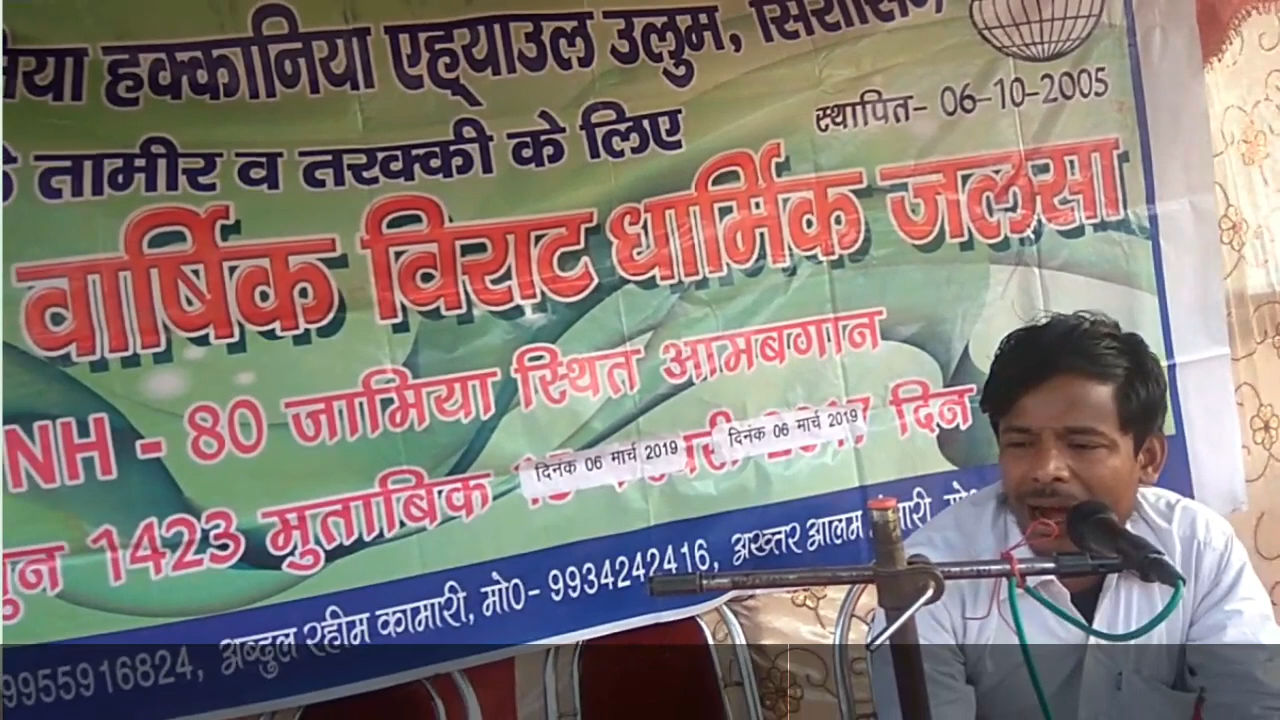 हक्कानिया एह्याउल उलुम,
स्थापित- 06-10-2005
तामीर व तरक्की के लिए
वार्षिक विराट धार्मिक जलसा
NH - 80 जामिया स्थित आमबगान
1423 मुताबिक दिनंक 06 मार्च 2019 दिनंक 06 मार्च 2019 दिन
9955916824, अब्दुल रहीम कामारी, मो0- 9934242416, अख्तर आलम